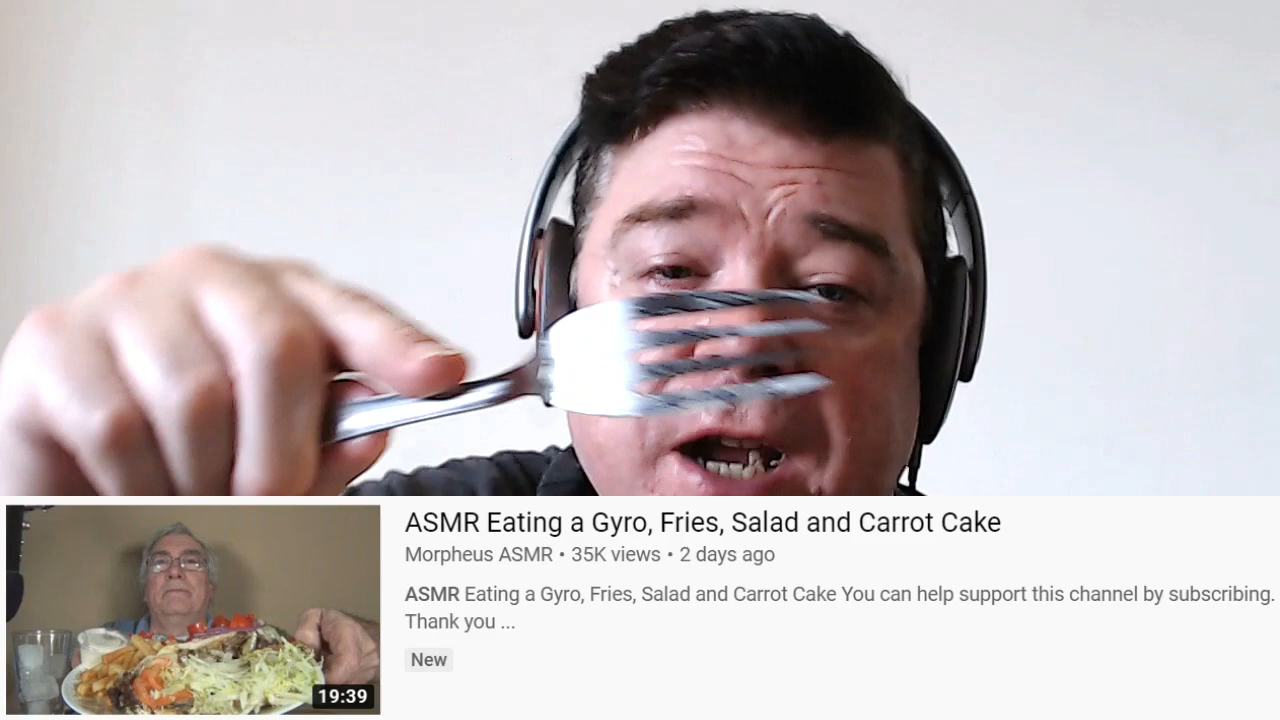 ASMR Eating a Gyro, Fries, Salad and Carrot Cake
Morpheus ASMR • 35K views • 2 days ago
ASMR Eating a Gyro, Fries, Salad and Carrot Cake You can help support this channel by subscribing.
Thank you ...
New
19:39